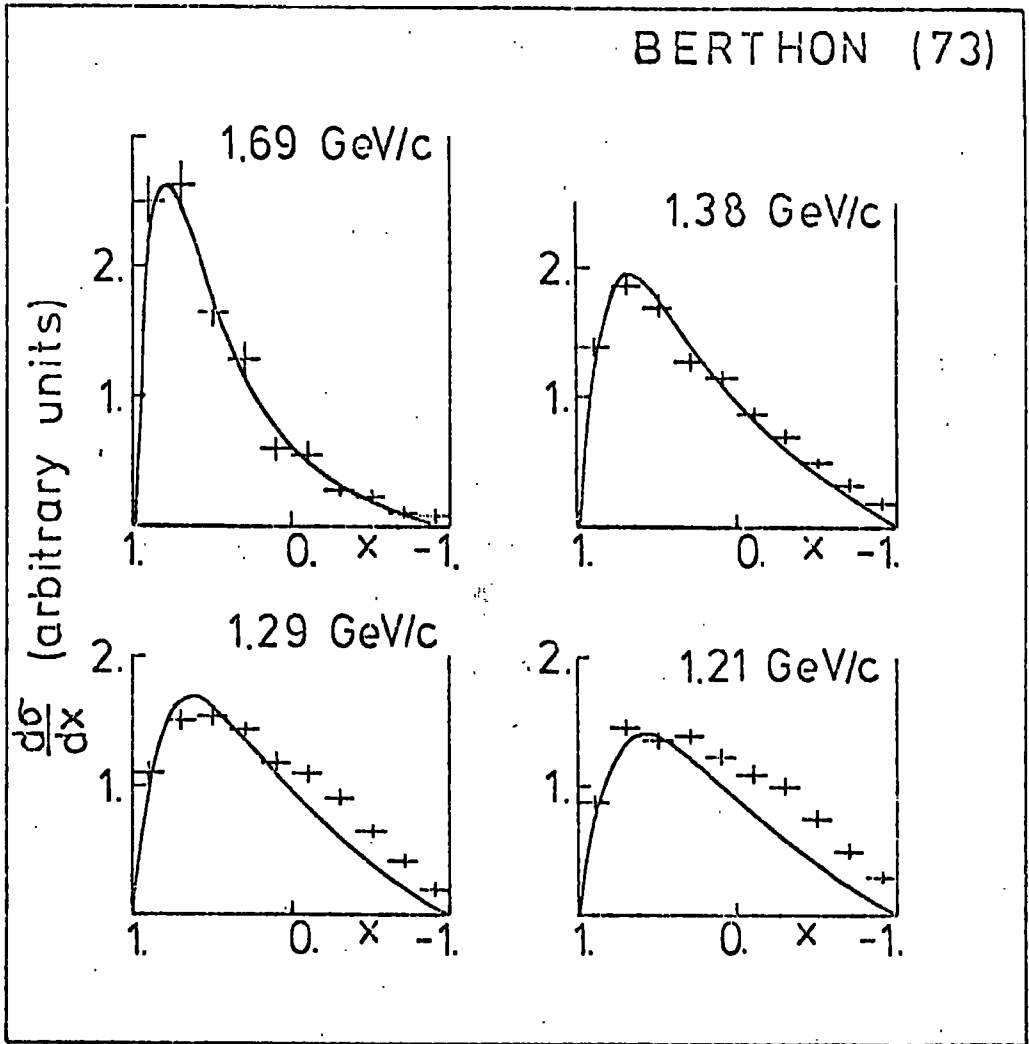 BERTHON (73)
1.69 GeV/c
2.
1.
1. 0. x -1.
1.38 GeV/c
2.
1.
1. 0. x -1.
1.29 GeV/c
2.
1.
1. 0. x -1.
1.21 GeV/c
2.
1.
1. 0. x -1.
dσ/dx (arbitrary units)